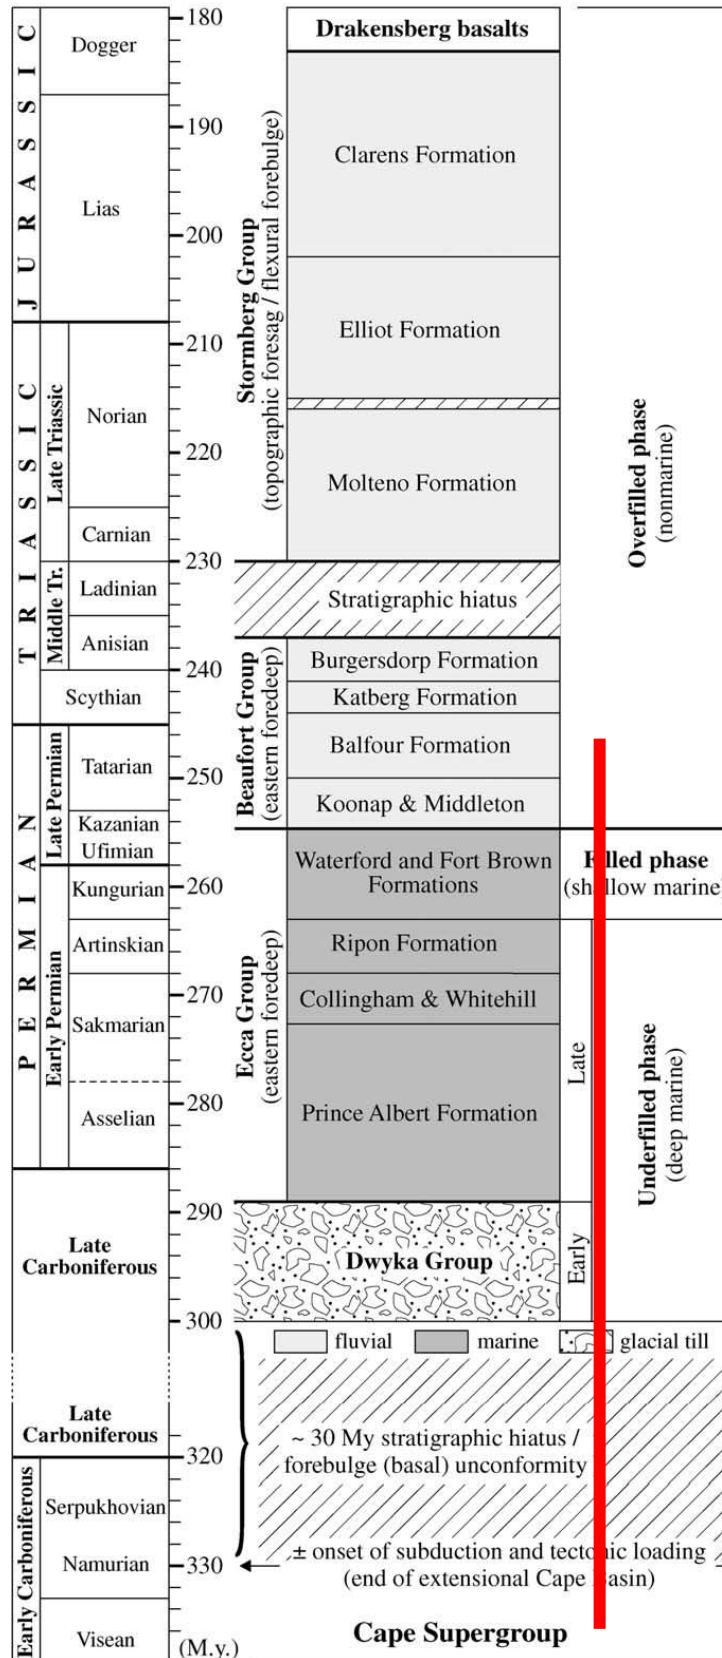 JURASSIC
Dogger
Lias
TRIASSIC
Late Triassic
Norian
Carnian
Middle Tr.
Ladinian
Anisian
Scythian
PERMIAN
Late Permian
Tatarian
Kazanian
Ufimian
Early Permian
Kungurian
Artinskian
Sakmarian
Asselian
Late
Carboniferous
Late
Carboniferous
Early Carboniferous
Serpukhovian
Namurian
Visean
180
190
200
210
220
230
240
250
260
270
280
290
300
320
330
(M.y.)
Stormberg Group
(topographic foresag / flexural forebulge)
Beaufort Group
(eastern foredeep)
Ecca Group
(eastern foredeep)
Drakensberg basalts
Clarens Formation
Elliot Formation
Molteno Formation
Stratigraphic hiatus
Burgersdorp Formation
Katberg Formation
Balfour Formation
Koonap & Middleton
Waterford and Fort Brown
Formations
Ripon Formation
Collingham & Whitehill
Prince Albert Formation
Dwyka Group
fluvial
marine
glacial till
~ 30 My stratigraphic hiatus /
forebulge (basal) unconformity
± onset of subduction and tectonic loading
(end of extensional Cape Basin)
Cape Supergroup
Overfilled phase
(nonmarine)
Filled phase
(shallow marine)
Late
Early
Underfilled phase
(deep marine)